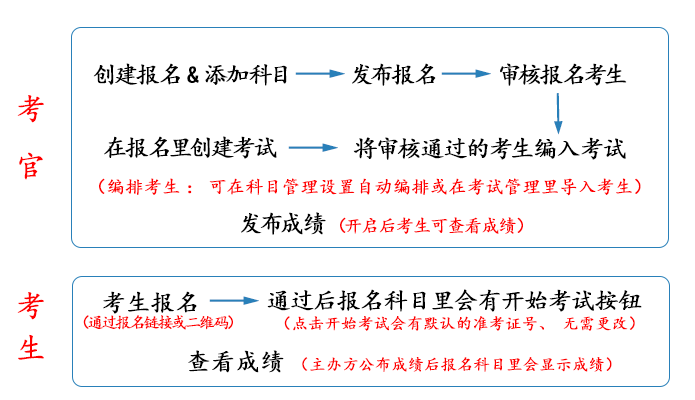 考官
创建报名 & 添加科目 发布报名 审核报名考生
在报名里创建考试 将审核通过的考生编入考试
（编排考生： 可在科目管理设置自动编排或在考试管理里导入考生）
发布成绩 （开启后考生可查看成绩）
考生
考生报名 通过后报名科目里会有开始考试按钮
（通过报名链接或二维码） （点击开始考试会有默认的准考证号、 无需更改）
查看成绩 （主办方公布成绩后报名科目里会显示成绩）